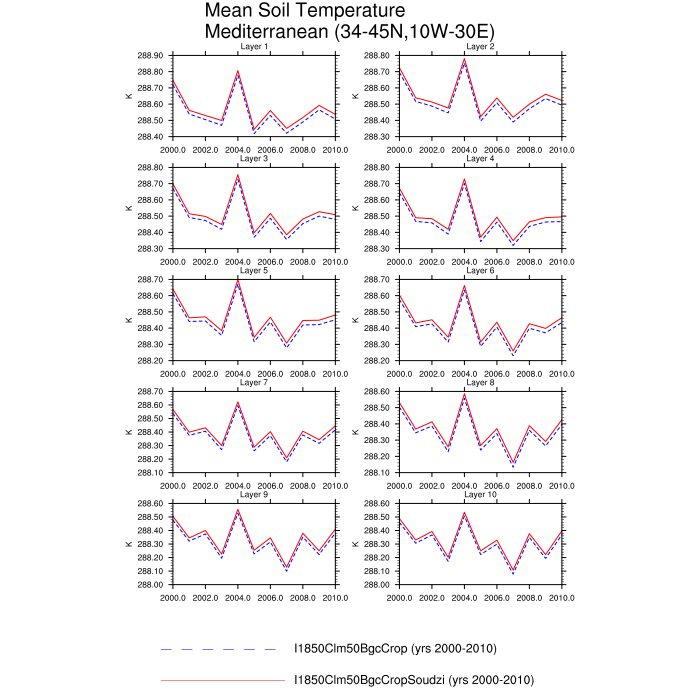 Mean Soil Temperature
Mediterranean (34-45N,10W-30E)
Layer 1
288.90
288.80
288.70
288.60
288.50
288.40
K
2000.0 2002.0 2004.0 2006.0 2008.0 2010.0
Layer 2
288.80
288.70
288.60
288.50
288.40
288.30
K
2000.0 2002.0 2004.0 2006.0 2008.0 2010.0
Layer 3
288.80
288.70
288.60
288.50
288.40
288.30
K
2000.0 2002.0 2004.0 2006.0 2008.0 2010.0
Layer 4
288.80
288.70
288.60
288.50
288.40
288.30
K
2000.0 2002.0 2004.0 2006.0 2008.0 2010.0
Layer 5
288.70
288.60
288.50
288.40
288.30
288.20
K
2000.0 2002.0 2004.0 2006.0 2008.0 2010.0
Layer 6
288.70
288.60
288.50
288.40
288.30
288.20
K
2000.0 2002.0 2004.0 2006.0 2008.0 2010.0
Layer 7
288.70
288.60
288.50
288.40
288.30
288.20
288.10
K
2000.0 2002.0 2004.0 2006.0 2008.0 2010.0
Layer 8
288.60
288.50
288.40
288.30
288.20
288.10
K
2000.0 2002.0 2004.0 2006.0 2008.0 2010.0
Layer 9
288.60
288.50
288.40
288.30
288.20
288.10
288.00
K
2000.0 2002.0 2004.0 2006.0 2008.0 2010.0
Layer 10
288.60
288.50
288.40
288.30
288.20
288.10
288.00
K
2000.0 2002.0 2004.0 2006.0 2008.0 2010.0
I1850Clm50BgcCrop (yrs 2000-2010)
I1850Clm50BgcCropSoudzi (yrs 2000-2010)